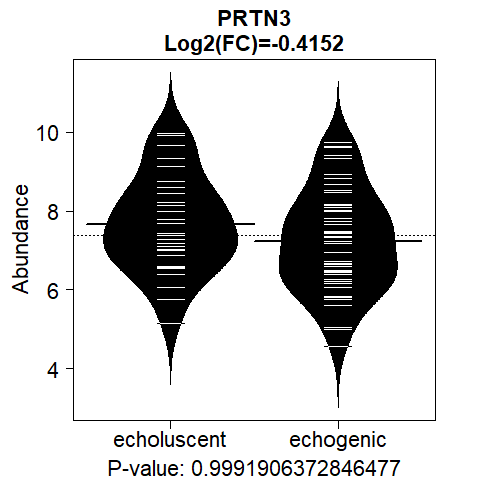 PRTN3
Log2(FC)=-0.4152
Abundance
10
8
6
4
echoluscent echogenic
P-value: 0.9991906372846477